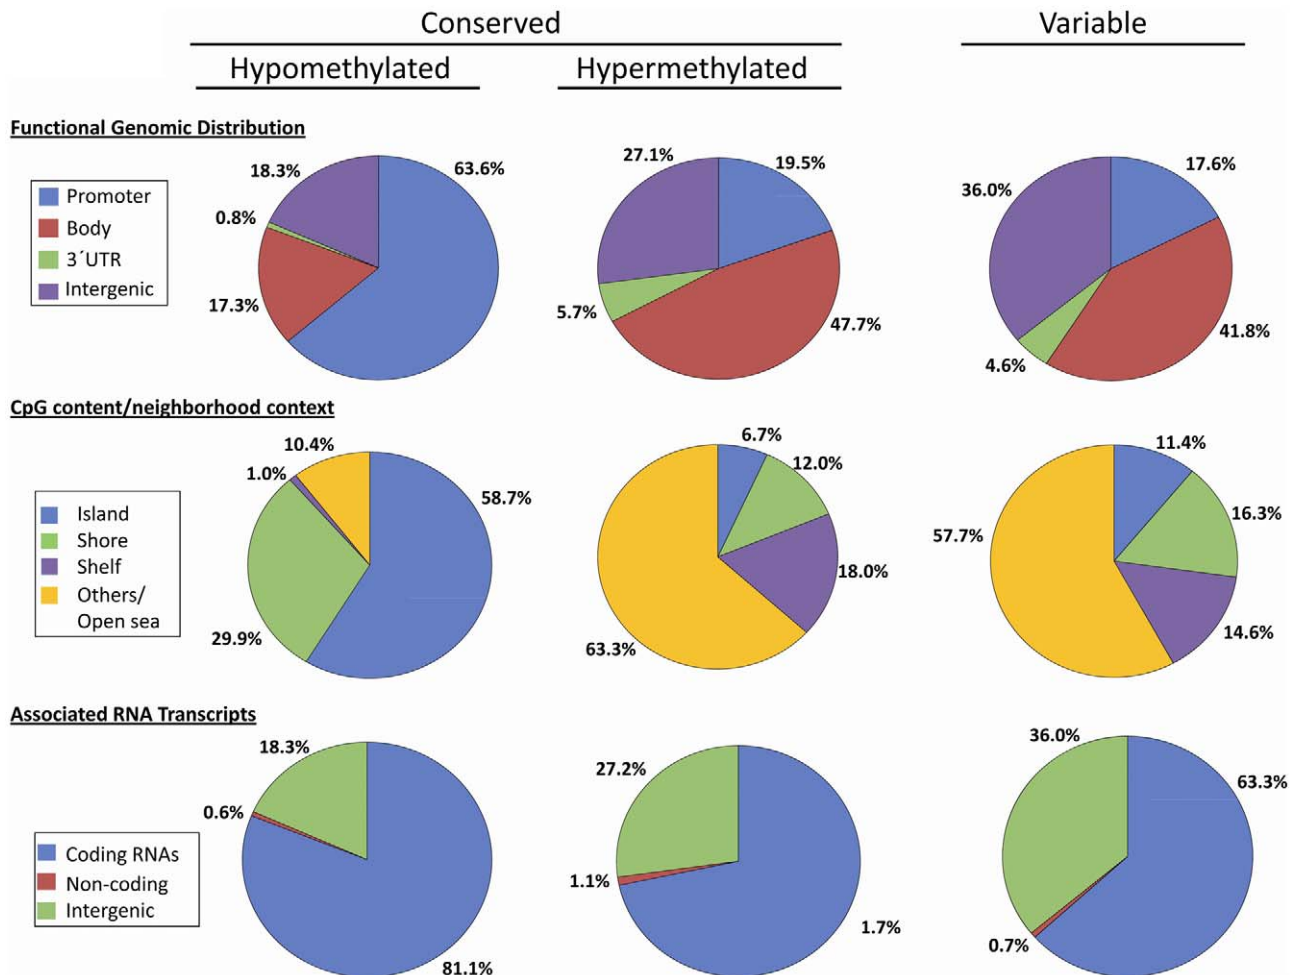 Conserved
Variable
Hypomethylated
Hypermethylated
Functional Genomic Distribution
Promoter
Body
3´UTR
Intergenic
18.3%
63.6%
0.8%
17.3%
27.1%
19.5%
5.7%
47.7%
36.0%
17.6%
4.6%
41.8%
CpG content/neighborhood context
Island
Shore
Shelf
Others/
Open sea
10.4%
1.0%
58.7%
29.9%
6.7%
12.0%
18.0%
63.3%
11.4%
16.3%
57.7%
14.6%
Associated RNA Transcripts
Coding RNAs
Non-coding
Intergenic
18.3%
0.6%
81.1%
27.2%
1.1%
1.7%
36.0%
63.3%
0.7%